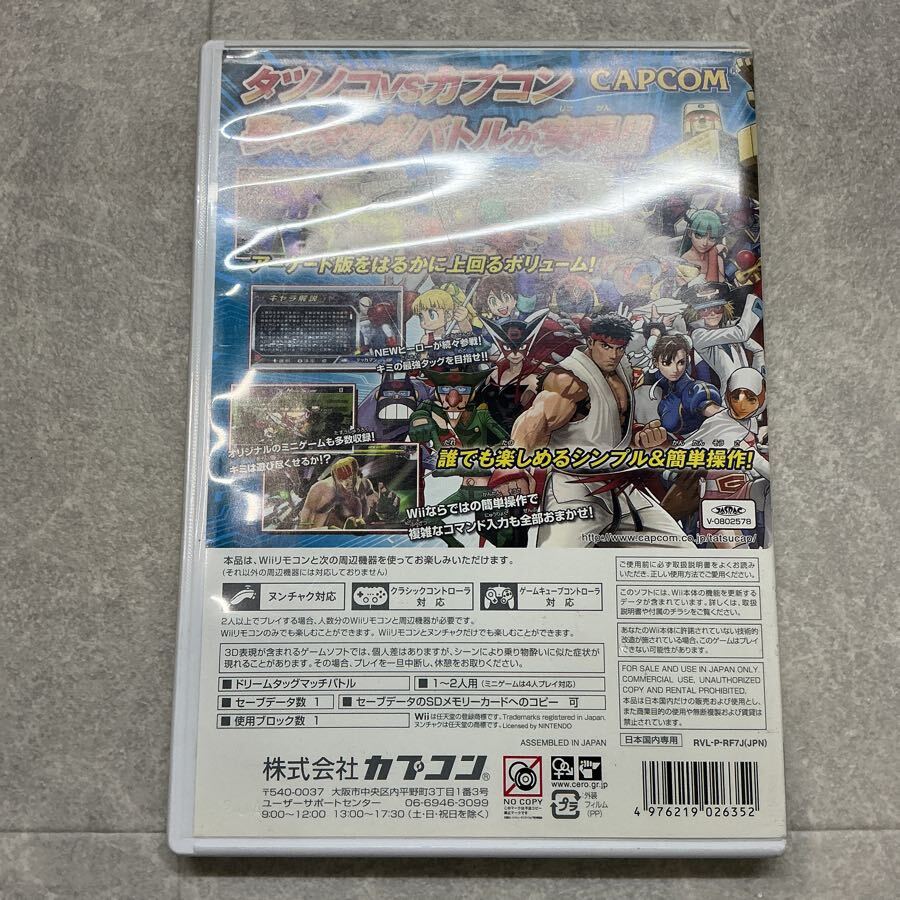 タツノコVSカプコン
CAPCOM
夢のタッグバトルが実現!!
アーケード版をはるかに上回るボリューム!
キャラ解説
NEWヒーローが続々参戦!
キミの最強タッグを目指せ!!
オリジナルのミニゲームも多数収録!
キミは遊び尽くせるか!?
誰でも楽しめるシンプル&簡単操作!
Wiiならではの簡単操作で
複雑なコマンド入力も全部おまかせ!
JASRAC
V-0802578
http://www.capcom.co.jp/tatsucap/
本品は、Wiiリモコンと次の周辺機器を使ってお楽しみいただけます。
(それ以外の周辺機器には対応しておりません)
ヌンチャク対応
クラシックコントローラ
対応
ゲームキューブコントローラ
対応
2人以上でプレイする場合、人数分のWiiリモコンと周辺機器が必要です。
Wiiリモコンのみでも楽しむことができます。Wiiリモコンとヌンチャクだけでも楽しむことができます。
3D表現が含まれるゲームソフトでは、個人差はありますが、シーンにより乗り物酔いに似た症状が
現れることがあります。その場合、プレイを一旦中断し、休憩をお取りください。
■ドリームタッグマッチバトル
■1〜2人用(ミニゲームは4人プレイ対応)
■セーブデータ数 1
■セーブデータのSDメモリーカードへのコピー 可
■使用ブロック数 1
Wiiは任天堂の登録商標です。Trademarks registered in Japan.
ヌンチャクは任天堂の商標です。Licensed by NINTENDO
ASSEMBLED IN JAPAN
ご使用前に必ず取扱説明書をよくお読み
いただき、正しい使用方法でご愛用ください。
このソフトには、Wii本体の機能を更新する
データが含まれています。詳しくは、取扱
説明書や付属のチラシをご覧ください。
あなたのWii本体に許諾されていない技術的
改造が施されている場合、このゲームはプレイ
できない可能性があります。
FOR SALE AND USE IN JAPAN ONLY.
COMMERCIAL USE, UNAUTHORIZED
COPY AND RENTAL PROHIBITED.
本品は日本国内だけの販売および使用とし、
また商業目的の使用や無断複製および賃貸は
禁止されています。
日本国内専用
RVL-P-RF7J(JPN)
株式会社カプコン®
〒540-0037 大阪市中央区内平野町3丁目1番3号
ユーザーサポートセンター 06-6946-3099
9:00〜12:00 13:00〜17:30(土・日・祝日を除く)
NO COPY
www.cero.gr.jp
プラ
外装
フィルム
(PP)
4 976219 026352